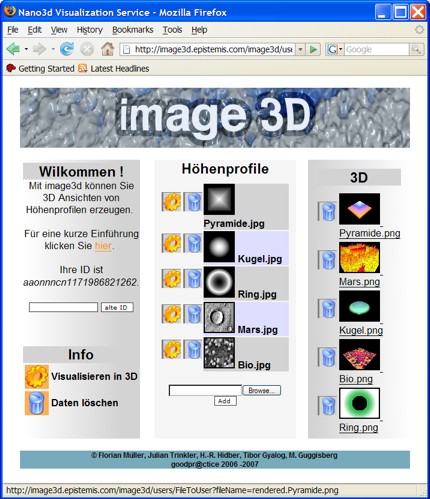 Nano3d Visualization Service - Mozilla Firefox
File Edit View History Bookmarks Tools Help
http://image3d.epistemis.com/image3d/use
Google
Getting Started Latest Headlines
image 3D
Wilkommen !
Mit image3d können Sie
3D Ansichten von
Höhenprofilen erzeugen.
Für eine kurze Einführung
klicken Sie hier.
Ihre ID ist
aaonnncn1171986821262.
alte ID
Info
Visualisieren in 3D
Daten löschen
Höhenprofile
Pyramide.jpg
Kugel.jpg
Ring.jpg
Mars.jpg
Bio.jpg
Browse...
Add
3D
Pyramide.png
Mars.png
Kugel.png
Bio.png
Ring.png
© Florian Müller, Julian Trinkler, H.-R. Hidber, Tibor Gyalog, M. Guggisberg
goodpr@ctice 2006 -2007
http://image3d.epistemis.com/image3d/users/FileToUser?fileName=rendered.Pyramide.png